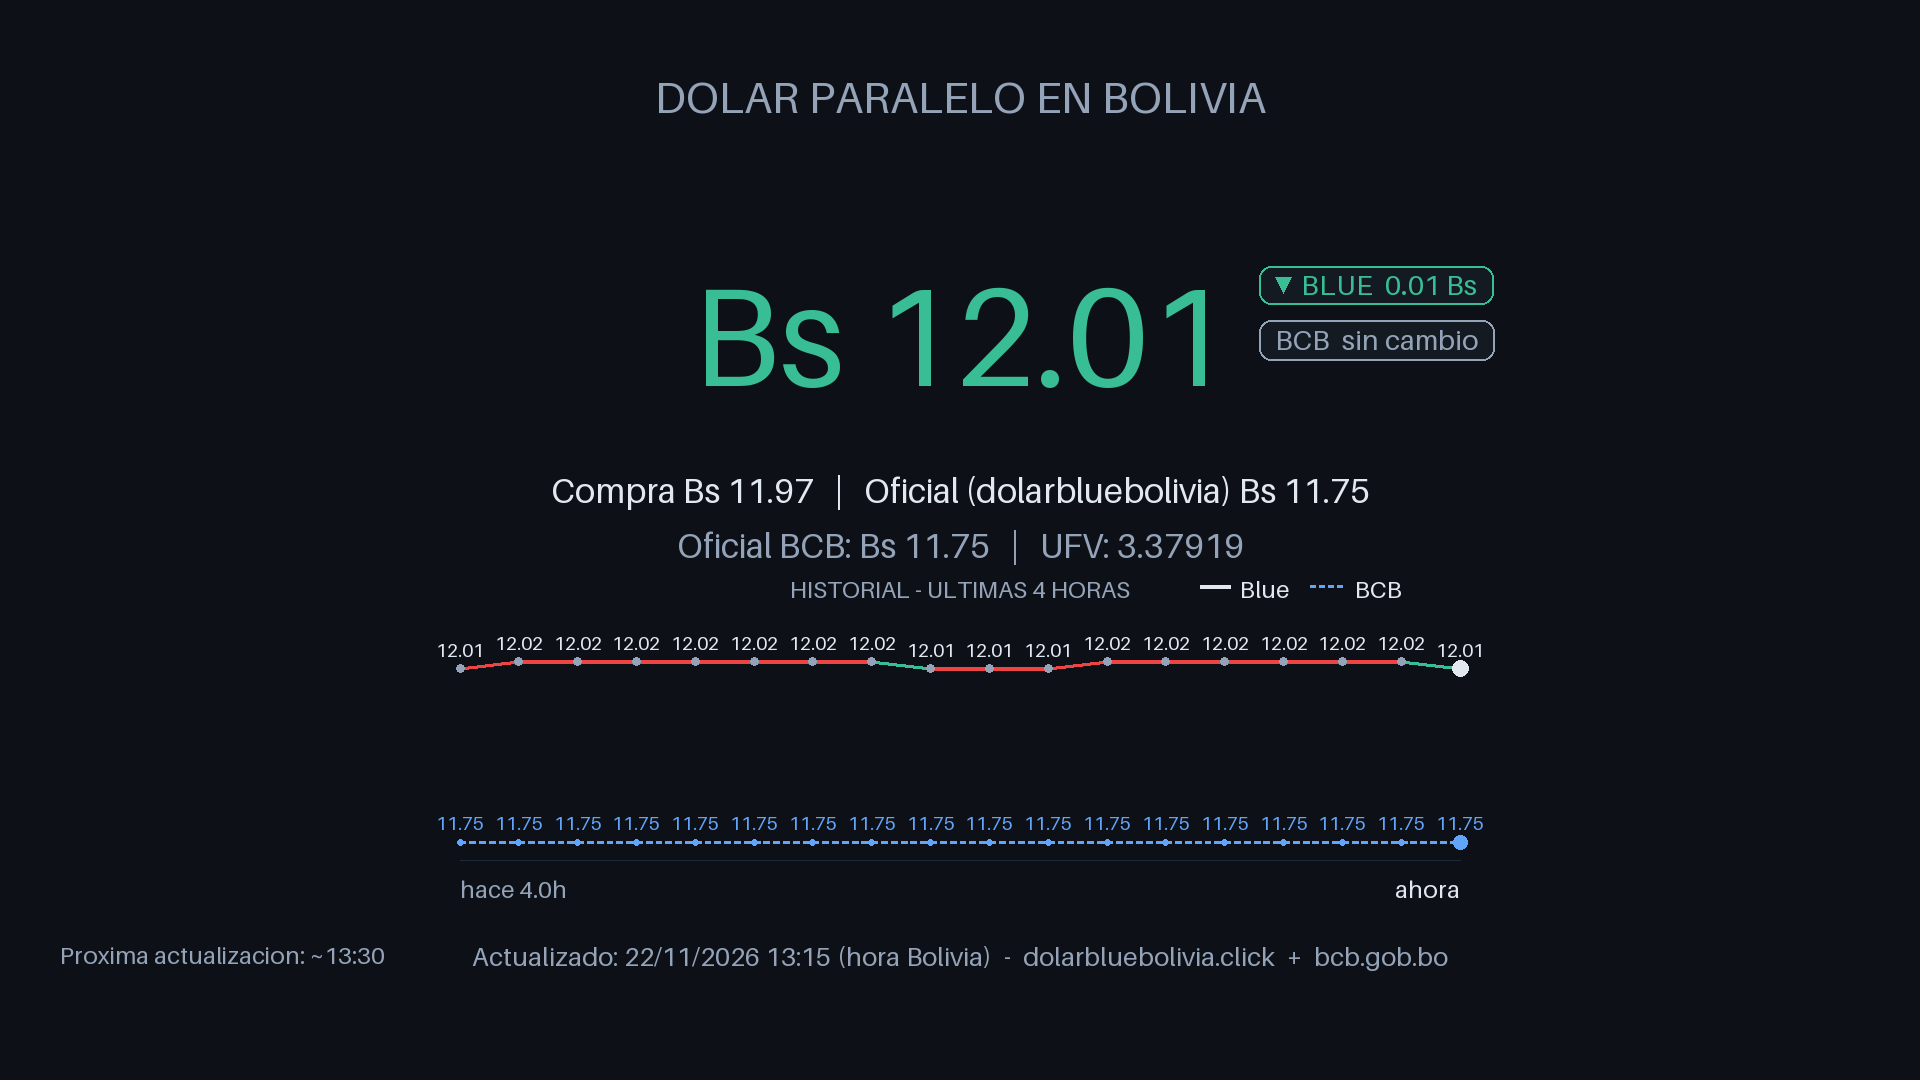 DOLAR PARALELO EN BOLIVIA
Bs 12.01
▼ BLUE 0.01 Bs
BCB sin cambio
Compra Bs 11.97 | Oficial (dolarbluebolivia) Bs 11.75
Oficial BCB: Bs 11.75 | UFV: 3.37919
HISTORIAL - ULTIMAS 4 HORAS
Blue BCB
12.01 12.02 12.02 12.02 12.02 12.02 12.02 12.02 12.01 12.01 12.01 12.02 12.02 12.02 12.02 12.02 12.02 12.01
11.75 11.75 11.75 11.75 11.75 11.75 11.75 11.75 11.75 11.75 11.75 11.75 11.75 11.75 11.75 11.75 11.75 11.75
hace 4.0h ahora
Proxima actualizacion: ~13:30
Actualizado: 22/11/2026 13:15 (hora Bolivia) - dolarbluebolivia.click + bcb.gob.bo